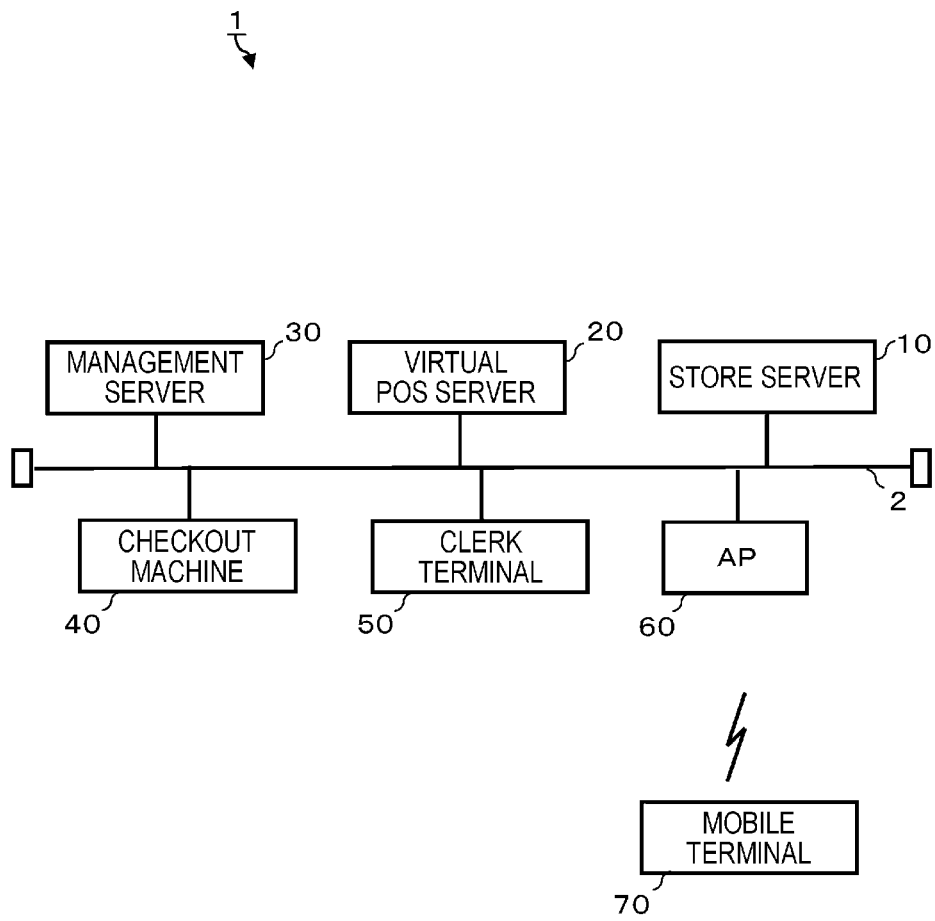 1
30
MANAGEMENT
SERVER
20
VIRTUAL
POS SERVER
10
STORE SERVER
2
CHECKOUT
MACHINE
40
CLERK
TERMINAL
50
AP
60
MOBILE
TERMINAL
70